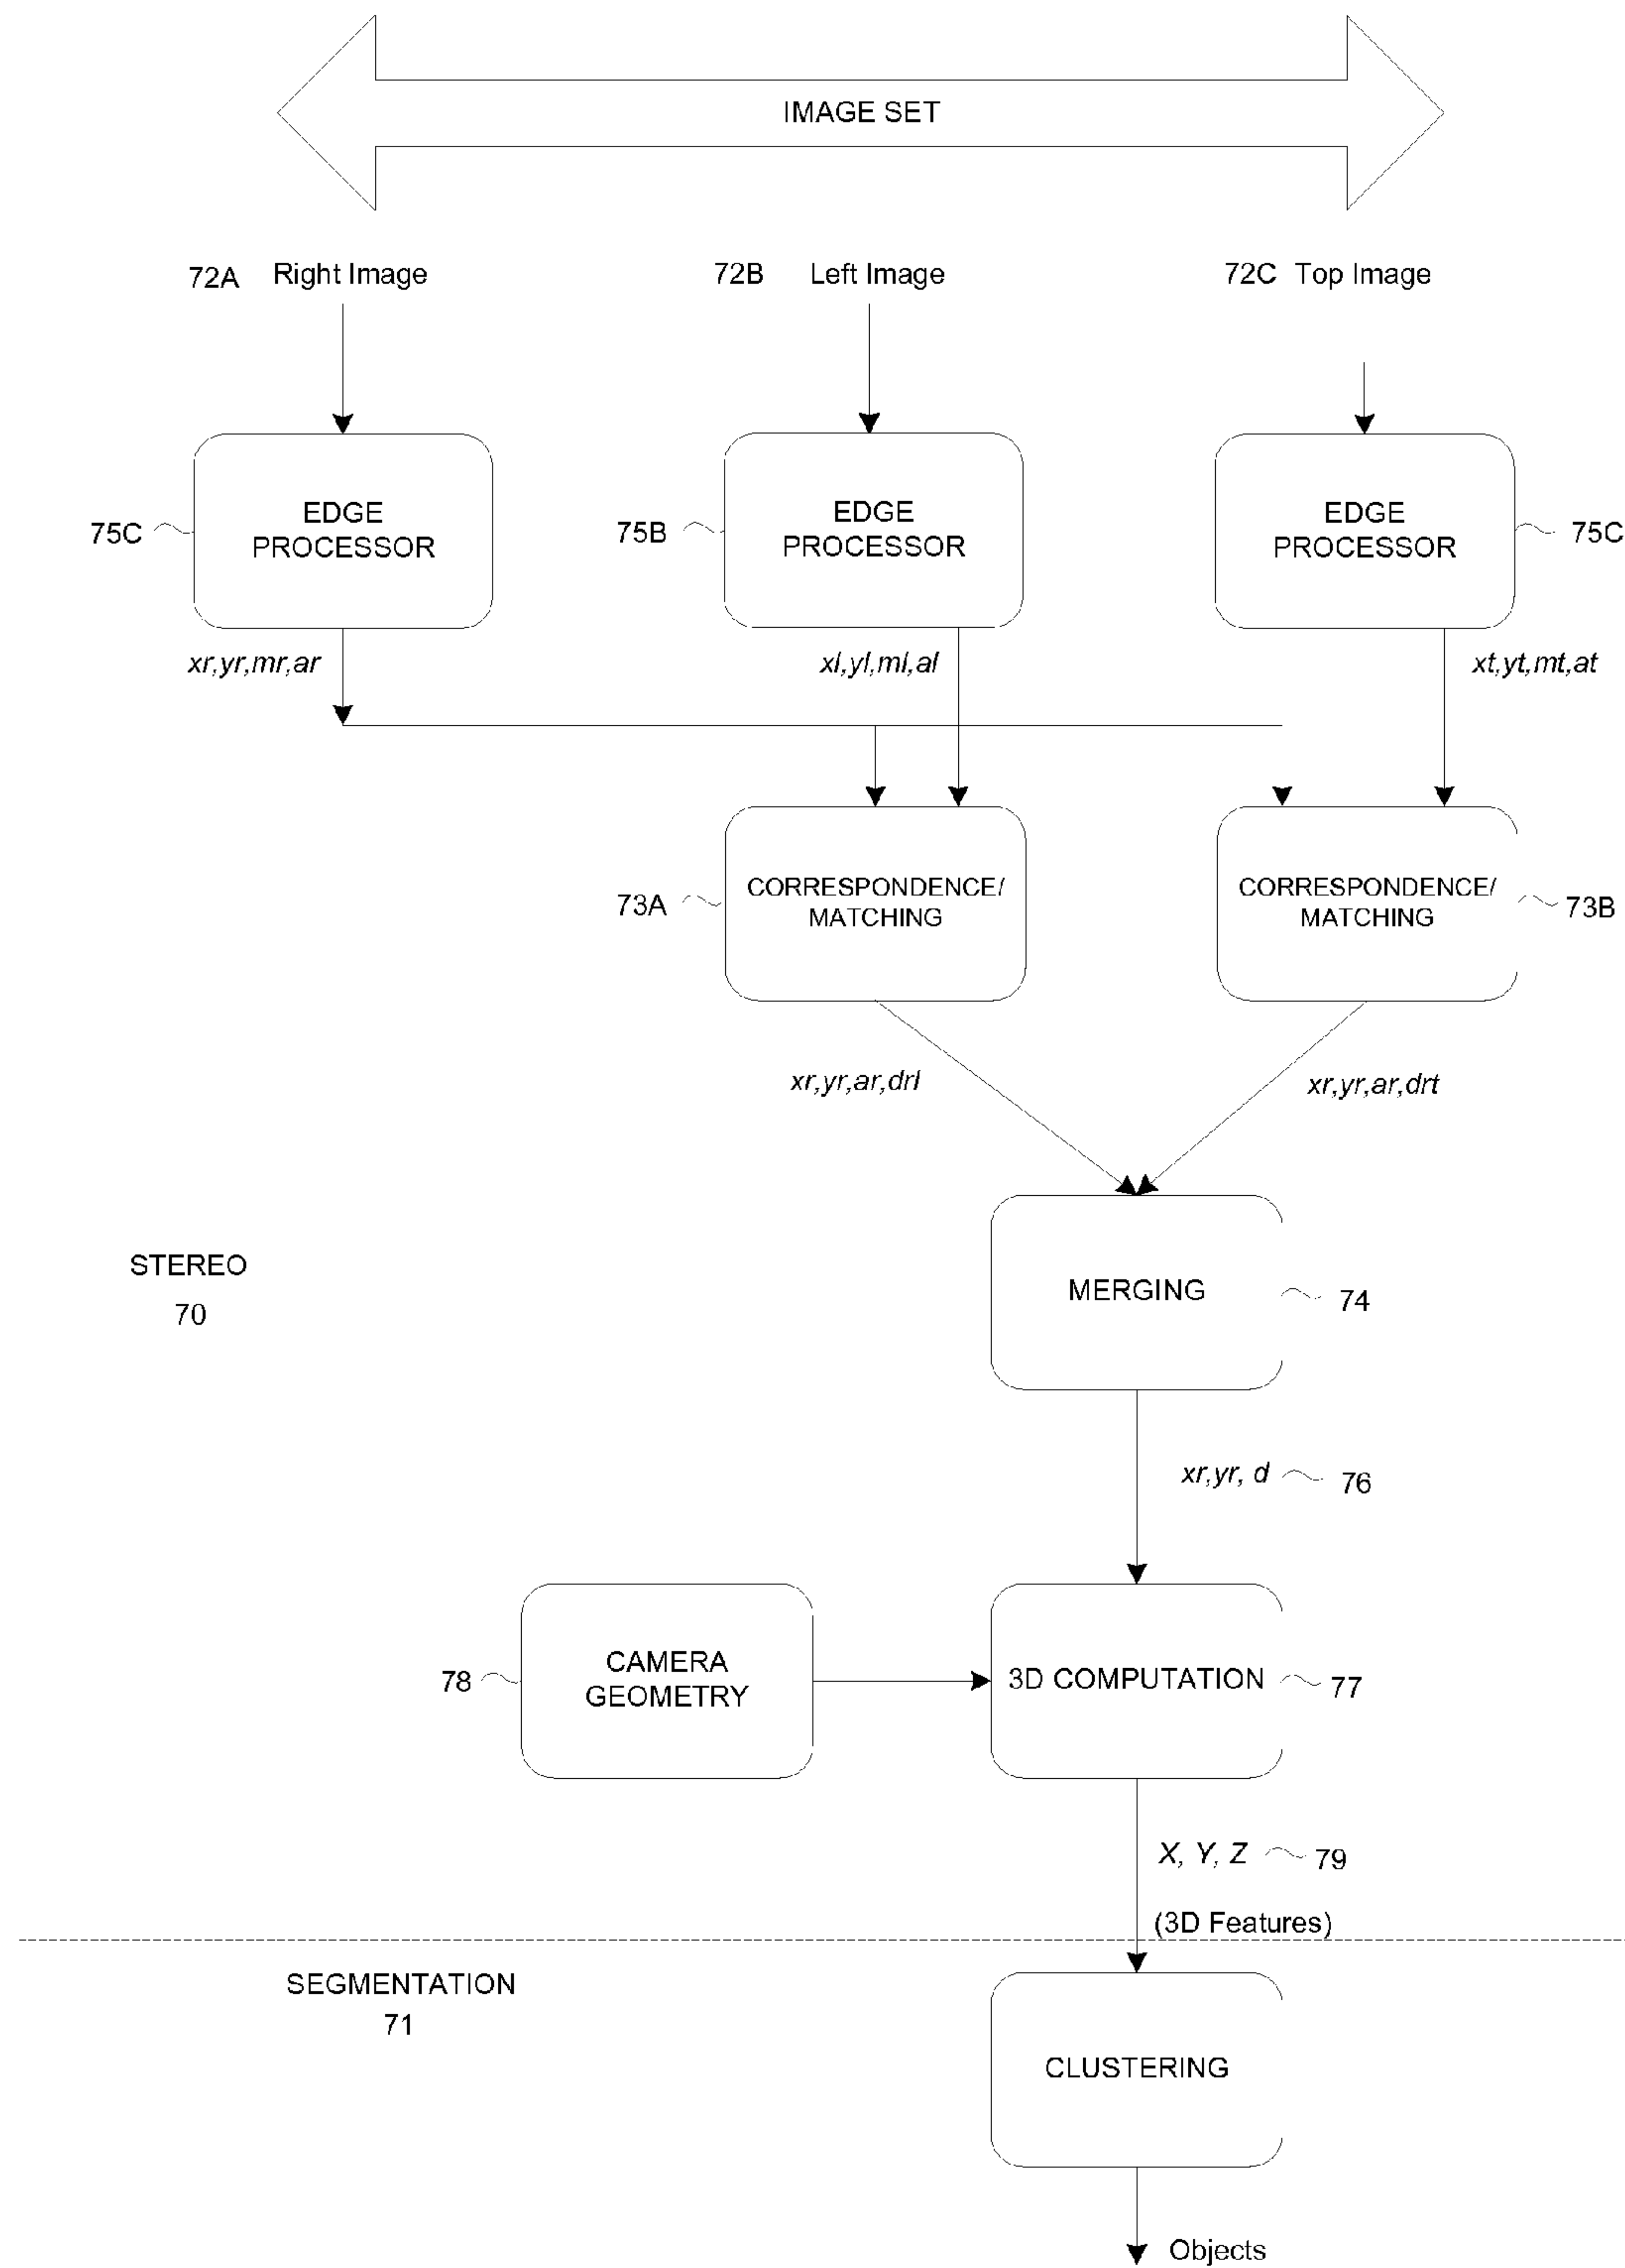 IMAGE SET
72A Right Image
72B Left Image
72C Top Image
75C
EDGE
PROCESSOR
75B
EDGE
PROCESSOR
EDGE
PROCESSOR
75C
xr,yr,mr,ar
xl,yl,ml,al
xt,yt,mt,at
73A
CORRESPONDENCE/
MATCHING
CORRESPONDENCE/
MATCHING
73B
xr,yr,ar,drl
xr,yr,ar,drt
STEREO
70
MERGING
74
xr,yr, d
76
78
CAMERA
GEOMETRY
3D COMPUTATION
77
X, Y, Z
79
(3D Features)
SEGMENTATION
71
CLUSTERING
Objects